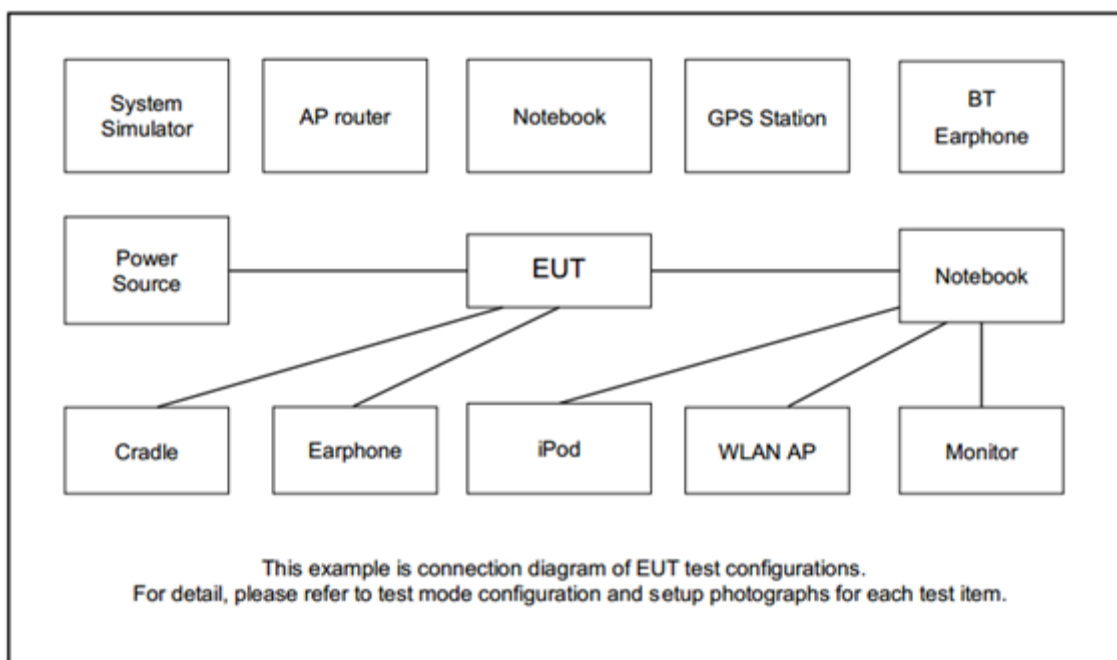 System
Simulator
AP router
Notebook
GPS Station
BT
Earphone
Power
Source
EUT
Notebook
Cradle
Earphone
iPod
WLAN AP
Monitor
This example is connection diagram of EUT test configurations.
For detail, please refer to test mode configuration and setup photographs for each test item.